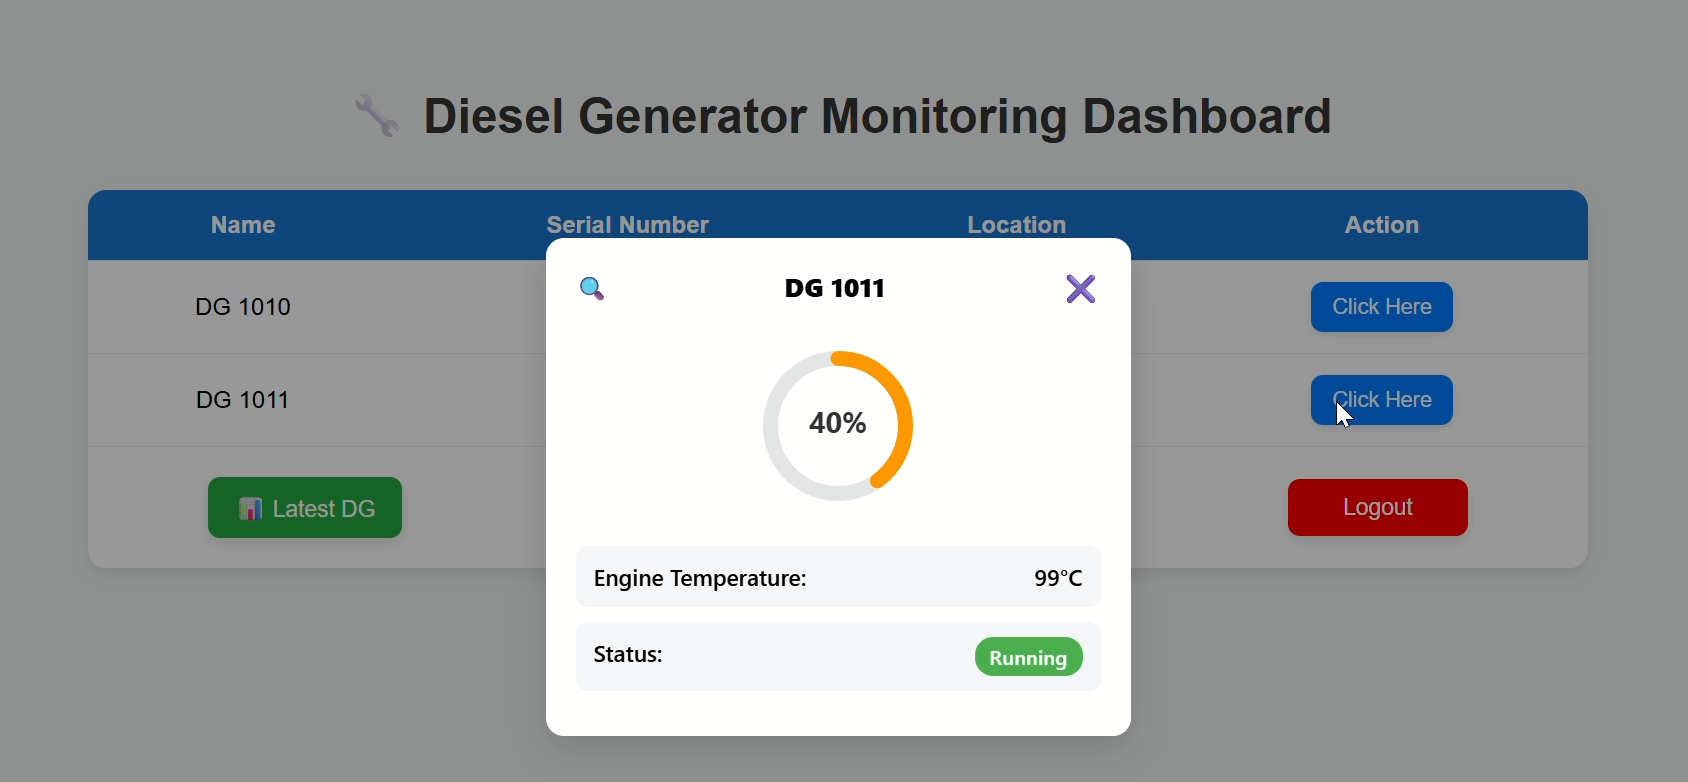 Diesel Generator Monitoring Dashboard
Name Serial Number Location Action
DG 1010 Click Here
DG 1011 Click Here
Latest DG Logout
DG 1011
40%
Engine Temperature: 99°C
Status: Running